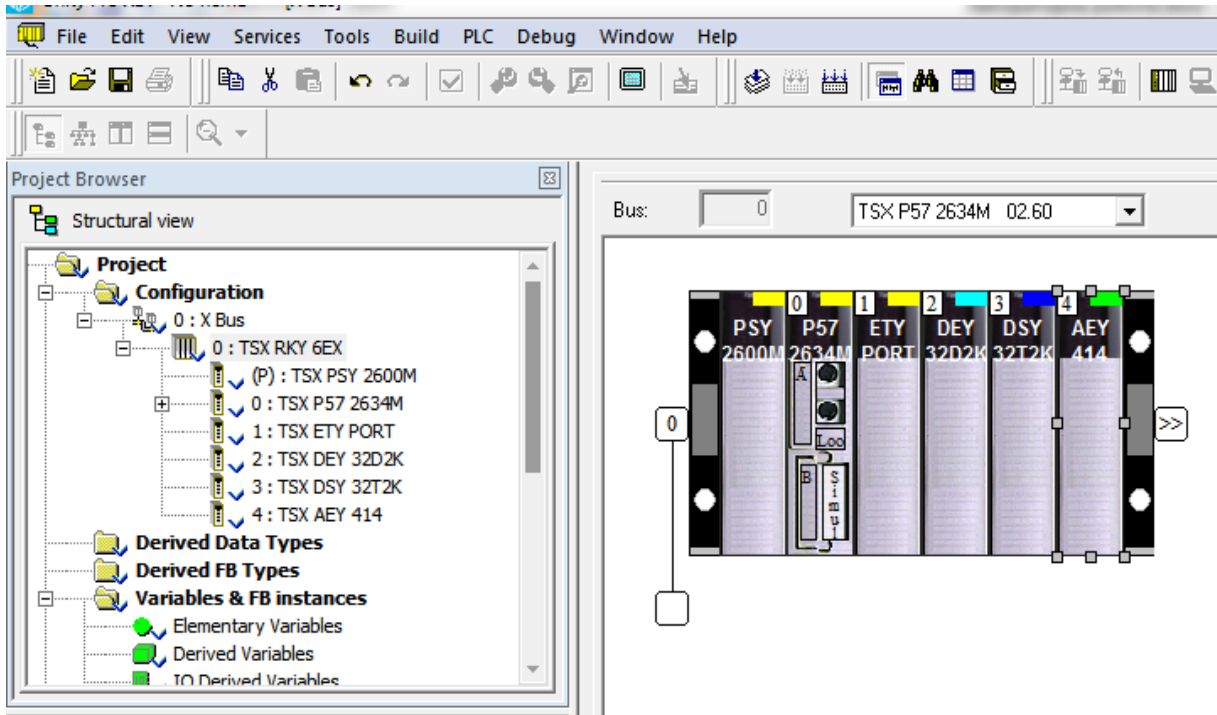 File Edit View Services Tools Build PLC Debug Window Help
Project Browser
Structural view
Project
Configuration
0 : X Bus
0 : TSX RKY 6EX
(P) : TSX PSY 2600M
0 : TSX P57 2634M
1 : TSX ETY PORT
2 : TSX DEY 32D2K
3 : TSX DSY 32T2K
4 : TSX AEY 414
Derived Data Types
Derived FB Types
Variables & FB instances
Elementary Variables
Derived Variables
IO Derived Variables
Bus: 0 TSX P57 2634M 02.60
0 1 2 3 4
PSY P57 ETY DEY DSY AEY
2600M 2634M PORT 32D2K 32T2K 414
A
Loo
B
Simul
0 >>